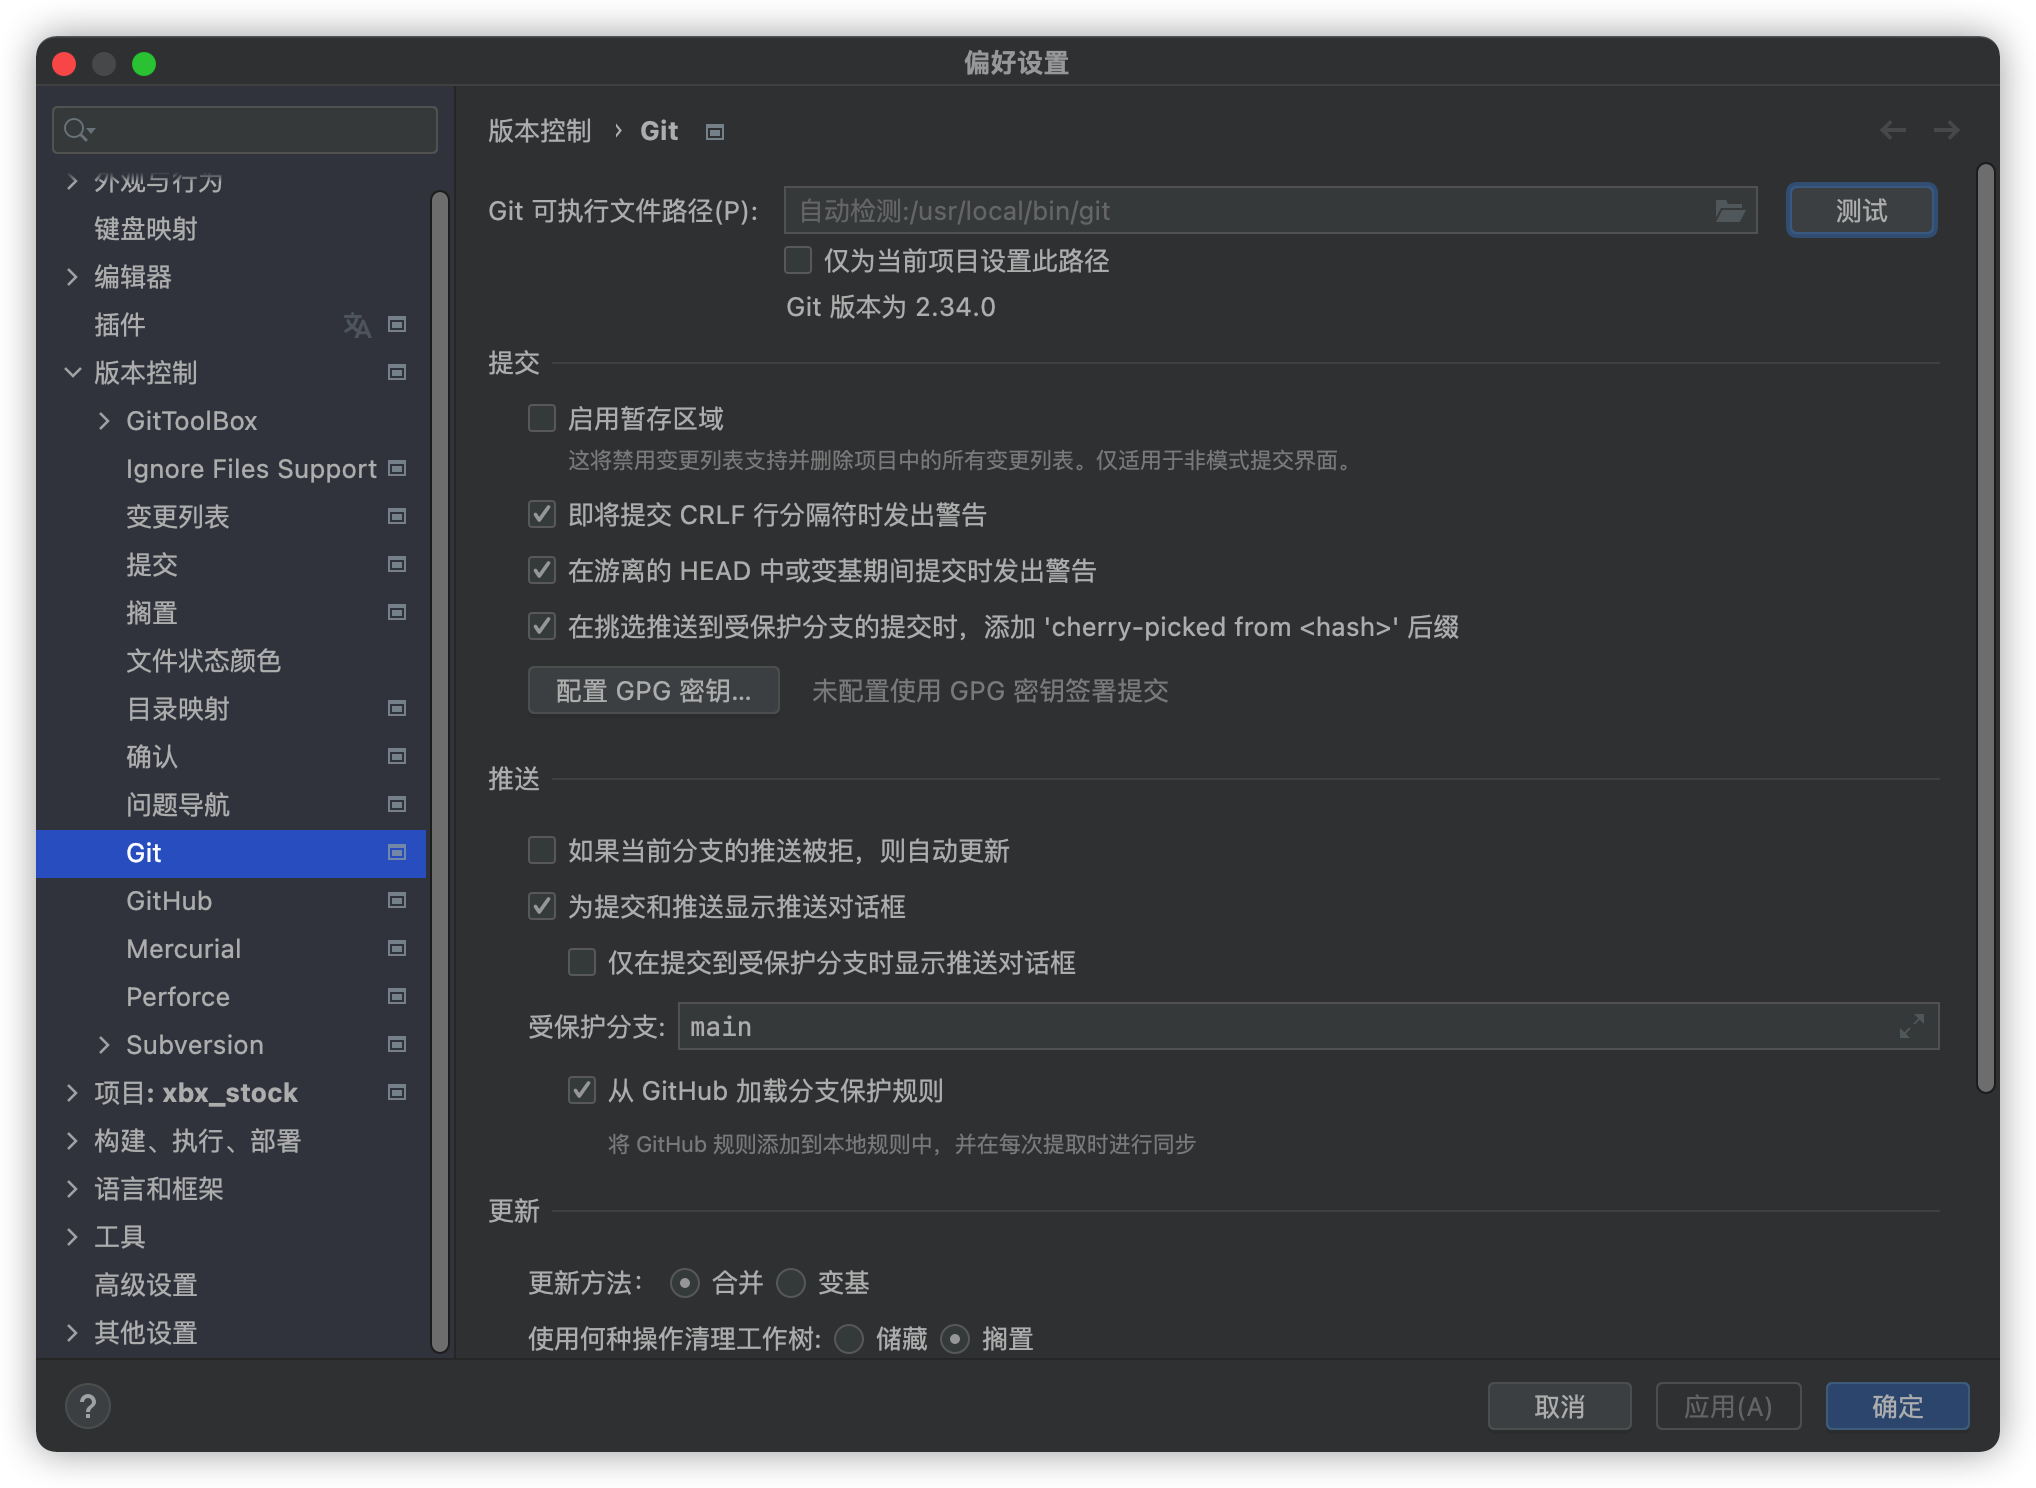 偏好设置
外观与行为
键盘映射
编辑器
插件
版本控制
GitToolBox
Ignore Files Support
变更列表
提交
搁置
文件状态颜色
目录映射
确认
问题导航
Git
GitHub
Mercurial
Perforce
Subversion
项目: xbx_stock
构建、执行、部署
语言和框架
工具
高级设置
其他设置
版本控制 › Git
Git 可执行文件路径(P): 自动检测:/usr/local/bin/git 测试
仅为当前项目设置此路径
Git 版本为 2.34.0
提交
启用暂存区域
这将禁用变更列表支持并删除项目中的所有变更列表。仅适用于非模式提交界面。
即将提交 CRLF 行分隔符时发出警告
在游离的 HEAD 中或变基期间提交时发出警告
在挑选推送到受保护分支的提交时，添加 'cherry-picked from <hash>' 后缀
配置 GPG 密钥... 未配置使用 GPG 密钥签署提交
推送
如果当前分支的推送被拒，则自动更新
为提交和推送显示推送对话框
仅在提交到受保护分支时显示推送对话框
受保护分支: main
从 GitHub 加载分支保护规则
将 GitHub 规则添加到本地规则中，并在每次提取时进行同步
更新
更新方法: 合并 变基
使用何种操作清理工作树: 储藏 搁置
? 取消 应用(A) 确定